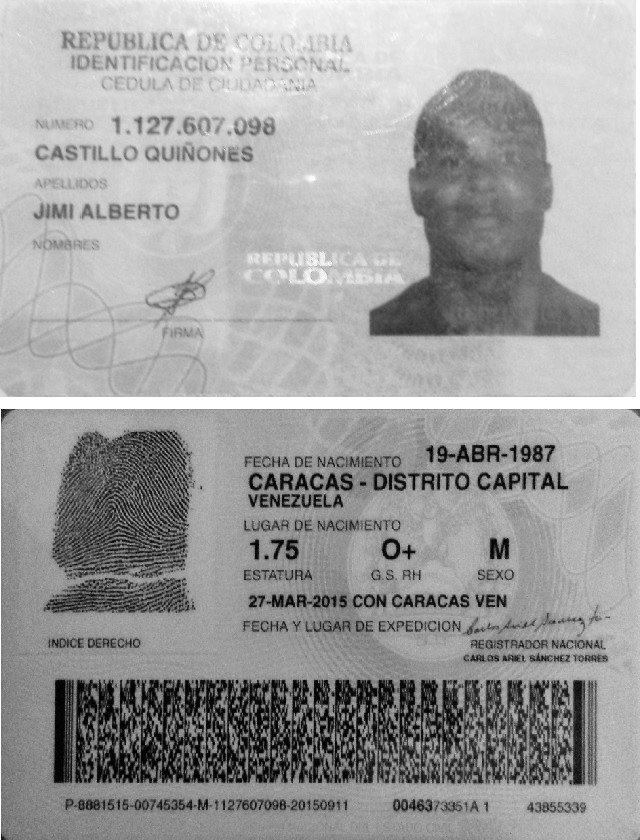 REPUBLICA DE COLOMBIA
IDENTIFICACION PERSONAL
CEDULA DE CIUDADANIA
NUMERO 1.127.607.098
CASTILLO QUIÑONES
APELLIDOS
JIMI ALBERTO
NOMBRES
REPUBLICA DE
COLOMBIA
FIRMA
FECHA DE NACIMIENTO 19-ABR-1987
CARACAS - DISTRITO CAPITAL
VENEZUELA
LUGAR DE NACIMIENTO
1.75 O+ M
ESTATURA G.S. RH SEXO
27-MAR-2015 CON CARACAS VEN
FECHA Y LUGAR DE EXPEDICION
INDICE DERECHO
REGISTRADOR NACIONAL
CARLOS ARIEL SÁNCHEZ TORRES
P-8881515-00745354-M-1127607098-20150911 0046373351A 1 43855339